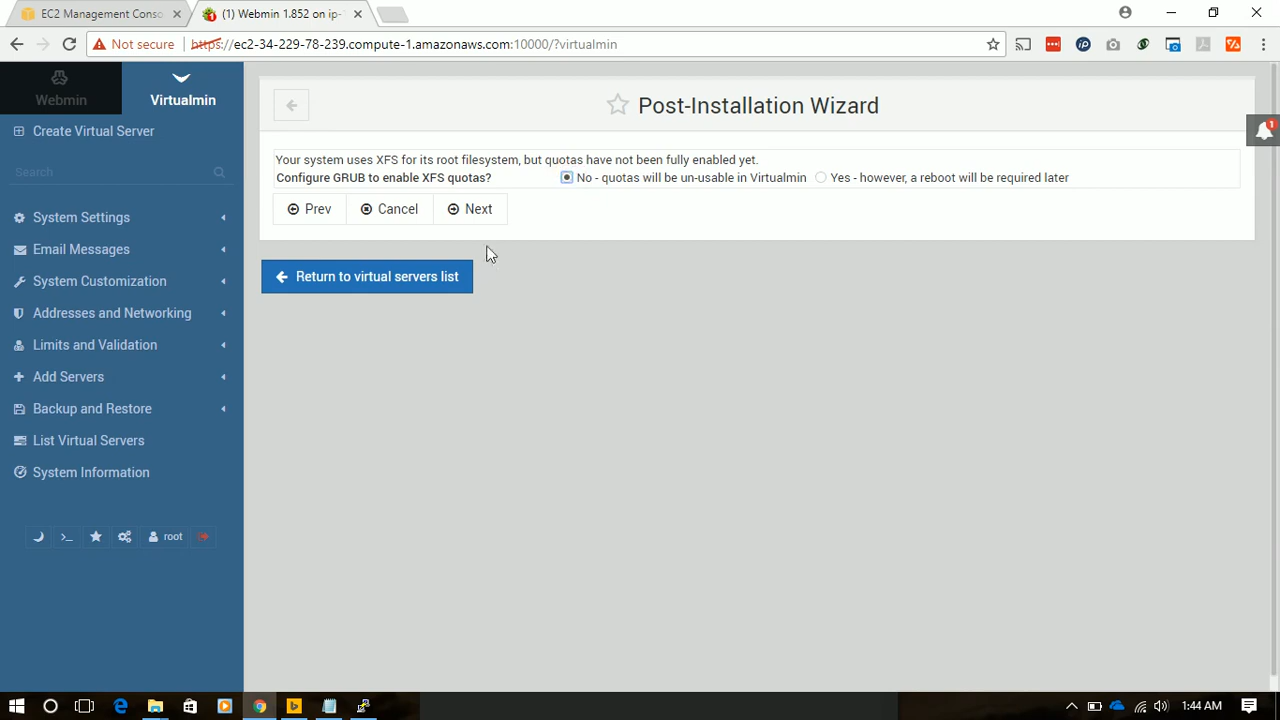 EC2 Management Conso
(1) Webmin 1.852 on ip-
Not secure
https://ec2-34-229-78-239.compute-1.amazonaws.com:10000/?virtualmin
Webmin
Virtualmin
Create Virtual Server
Search
System Settings
Email Messages
System Customization
Addresses and Networking
Limits and Validation
Add Servers
Backup and Restore
List Virtual Servers
System Information
root
Post-Installation Wizard
1
Your system uses XFS for its root filesystem, but quotas have not been fully enabled yet.
Configure GRUB to enable XFS quotas? No - quotas will be un-usable in Virtualmin Yes - however, a reboot will be required later
Prev Cancel Next
Return to virtual servers list
1:44 AM